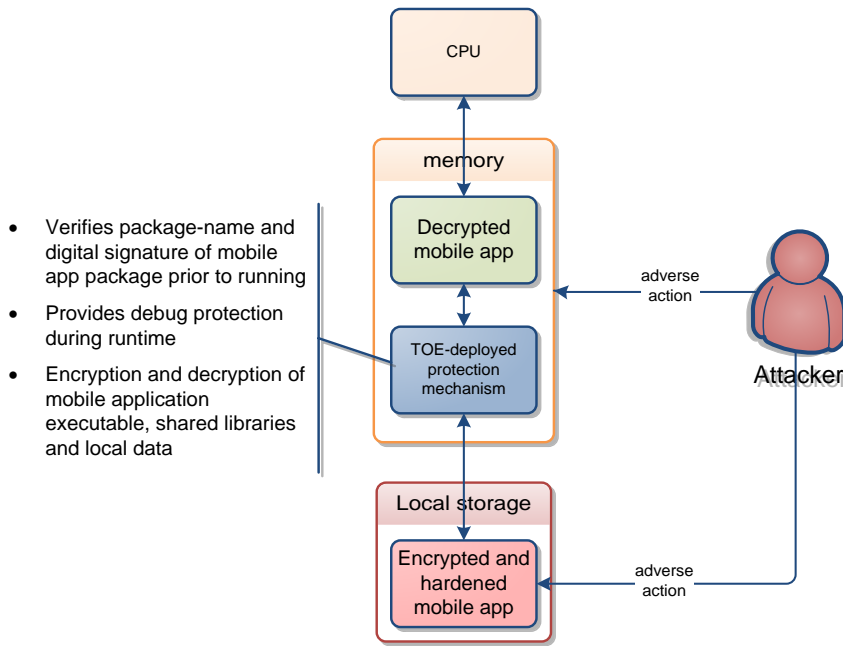 CPU
memory
Decrypted
mobile app
TOE-deployed
protection
mechanism
• Verifies package-name and
digital signature of mobile
app package prior to running
• Provides debug protection
during runtime
• Encryption and decryption of
mobile application
executable, shared libraries
and local data
adverse
action
Attacker
Local storage
Encrypted and
hardened
mobile app
adverse
action